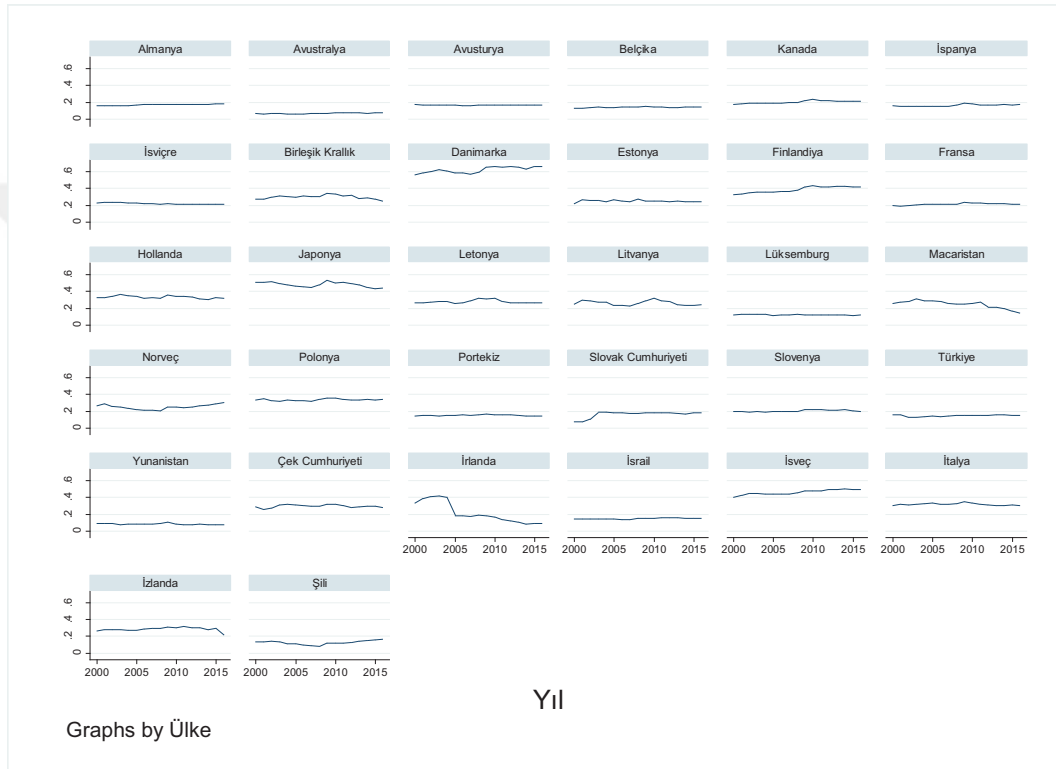 Almanya Avustralya Avusturya Belçika Kanada İspanya
.6
.4
.2
0
İsviçre Birleşik Krallık Danimarka Estonya Finlandiya Fransa
.6
.4
.2
0
Hollanda Japonya Letonya Litvanya Lüksemburg Macaristan
.6
.4
.2
0
Norveç Polonya Portekiz Slovak Cumhuriyeti Slovenya Türkiye
.6
.4
.2
0
Yunanistan Çek Cumhuriyeti İrlanda İsrail İsveç İtalya
.6
.4
.2
0
2000 2005 2010 2015 2000 2005 2010 2015 2000 2005 2010 2015 2000 2005 2010 2015
İzlanda Şili
.6
.4
.2
0
2000 2005 2010 2015 2000 2005 2010 2015
Yıl
Graphs by Ülke